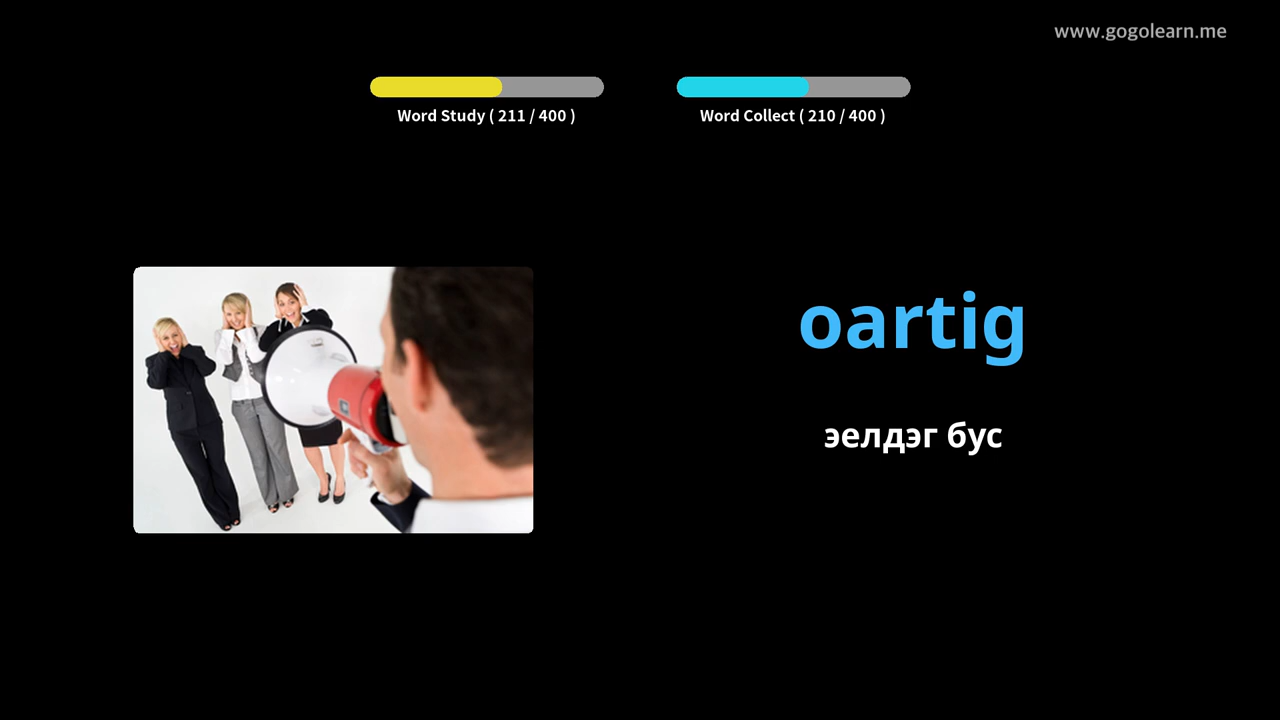 www.gogolearn.me
Word Study ( 211 / 400 )
Word Collect ( 210 / 400 )
oartig
эелдэг бус